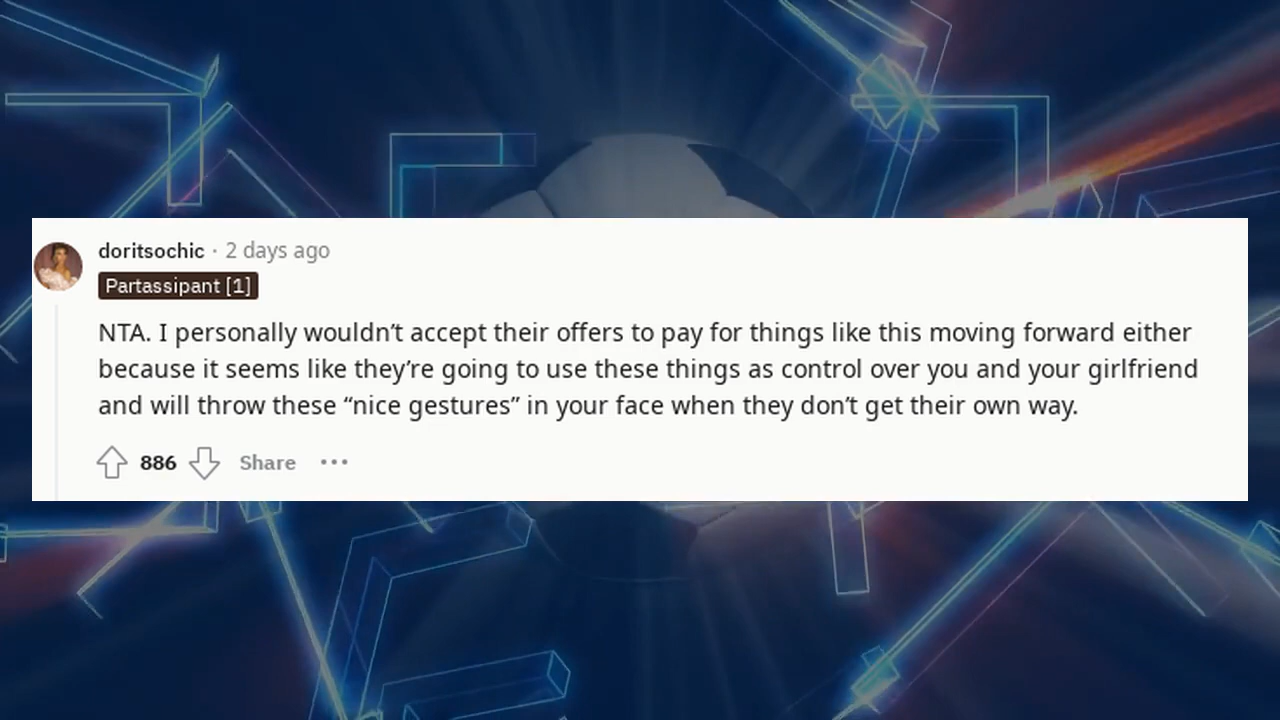 doritsochic · 2 days ago
Partassipant [1]
NTA. I personally wouldn’t accept their offers to pay for things like this moving forward either
because it seems like they’re going to use these things as control over you and your girlfriend
and will throw these “nice gestures” in your face when they don’t get their own way.
886 Share •••